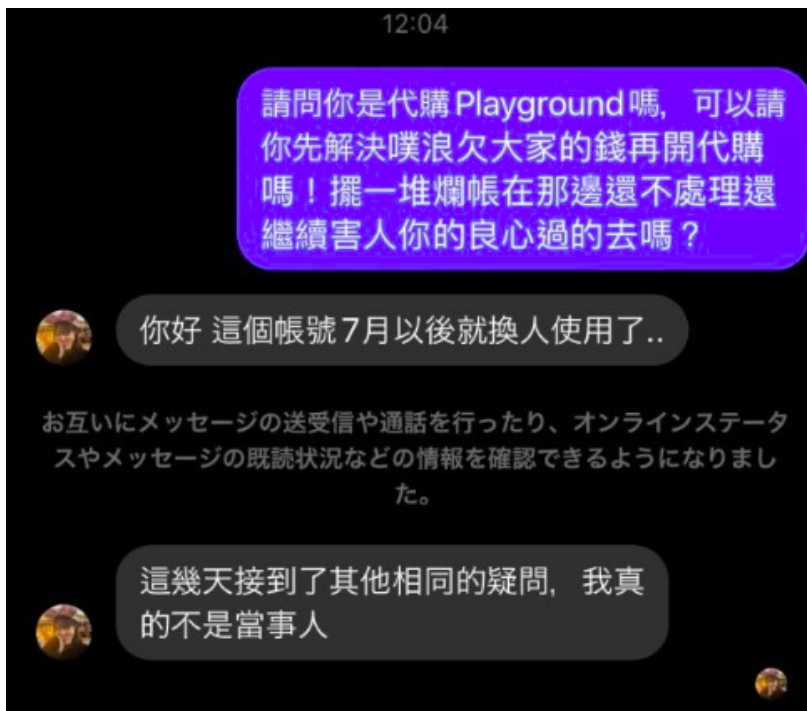 12:04
請問你是代購Playground嗎，可以請
你先解決噗浪欠大家的錢再開代購
嗎！擺一堆爛帳在那邊還不處理還
繼續害人你的良心過的去嗎？
你好 這個帳號7月以後就換人使用了..
お互いにメッセージの送受信や通話を行ったり、オンラインステータ
スやメッセージの既読状況などの情報を確認できるようになりまし
た。
這幾天接到了其他相同的疑問，我真
的不是當事人